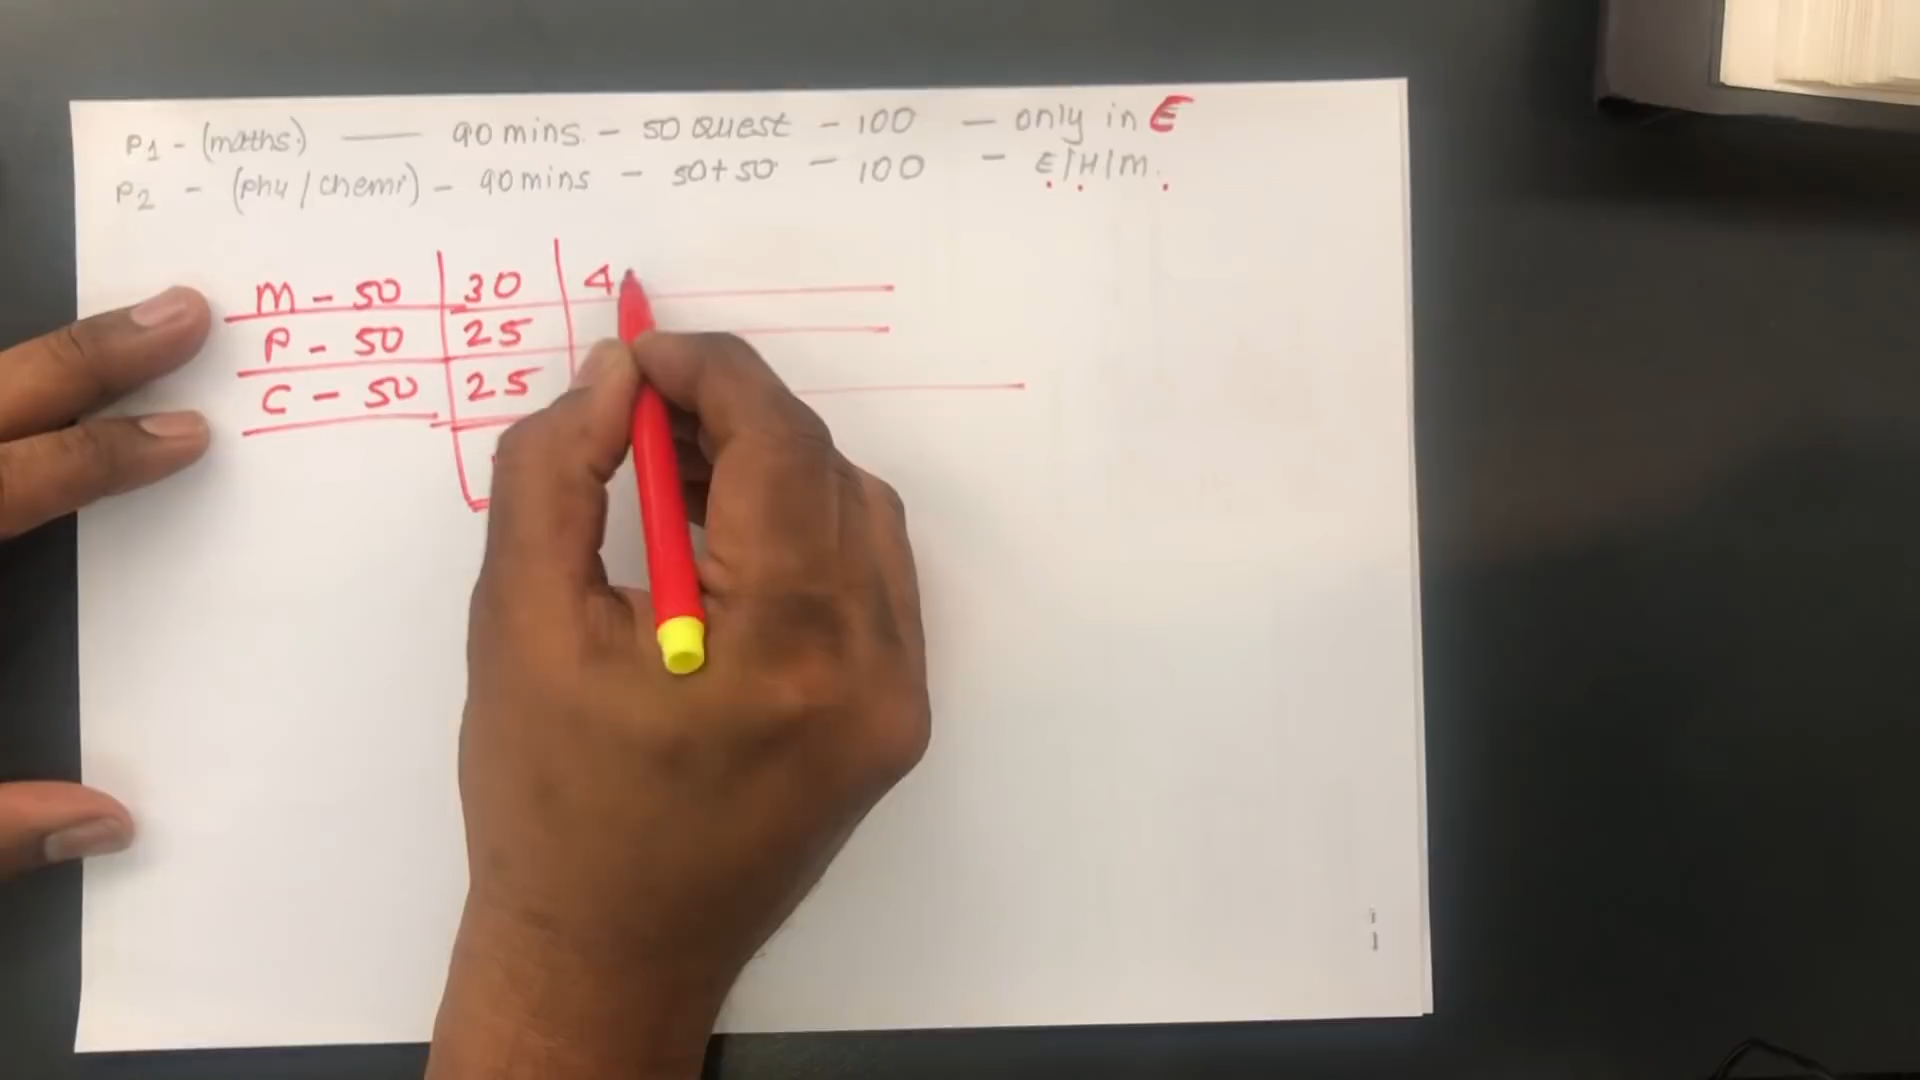 P1 - (maths) —— 90 mins. - 50 Quest - 100 - only in E
P2 - (phy / chemi) - 90 mins - 50+50 - 100 - E/H/M.
M - 50 30 4
P - 50 25
C - 50 25